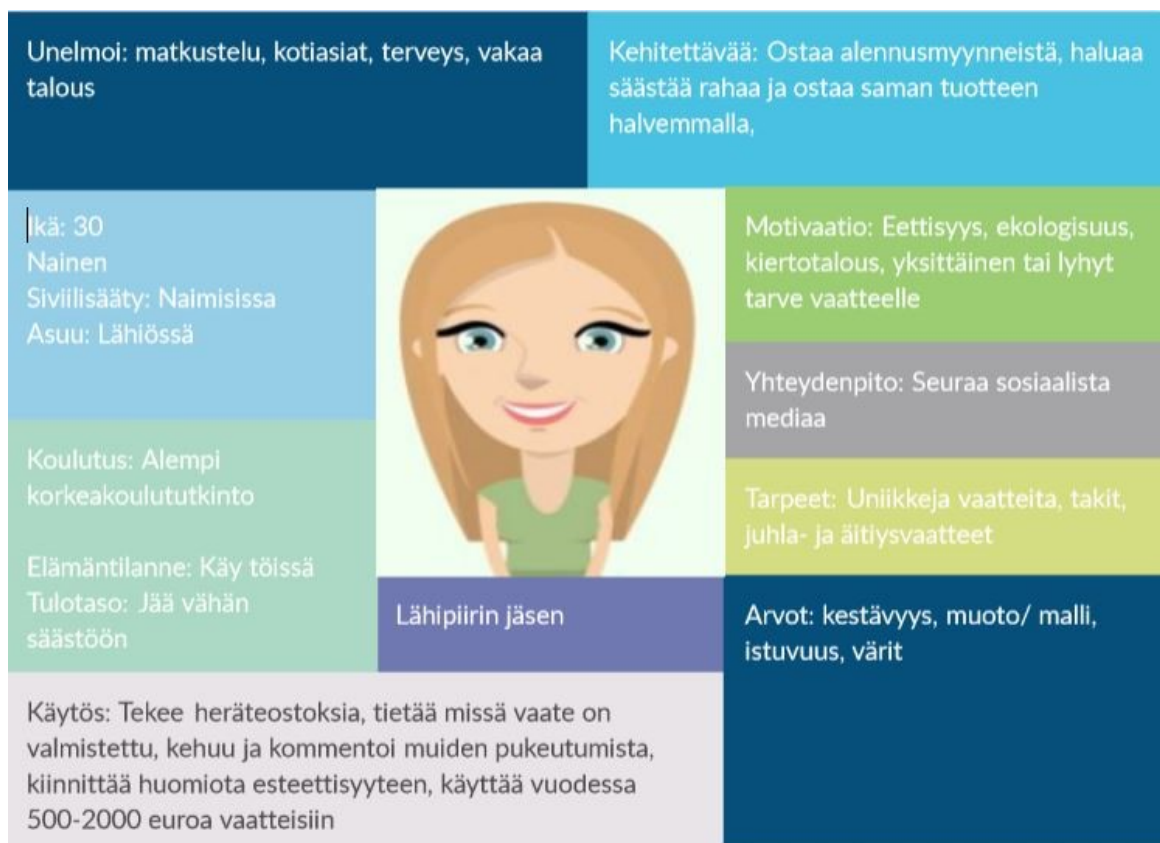 Unelmoi: matkustelu, kotiasiat, terveys, vakaa
talous
Kehitettävää: Ostaa alennusmyynneistä, haluaa
säästää rahaa ja ostaa saman tuotteen
halvemmalla,
Ikä: 30
Nainen
Siviilisääty: Naimisissa
Asuu: Lähiössä
Motivaatio: Eettisyys, ekologisuus,
kiertotalous, yksittäinen tai lyhyt
tarve vaatteelle
Yhteydenpito: Seuraa sosiaalista
mediaa
Koulutus: Alempi
korkeakoulututkinto
Elämäntilanne: Käy töissä
Tulotaso: Jää vähän
säästöön
Tarpeet: Uniikkeja vaatteita, takit,
juhla- ja äitiysvaatteet
Lähipiirin jäsen
Arvot: kestävyys, muoto/ malli,
istuvuus, värit
Käytös: Tekee heräteostoksia, tietää missä vaate on
valmistettu, kehuu ja kommentoi muiden pukeutumista,
kiinnittää huomiota esteettisyyteen, käyttää vuodessa
500-2000 euroa vaatteisiin